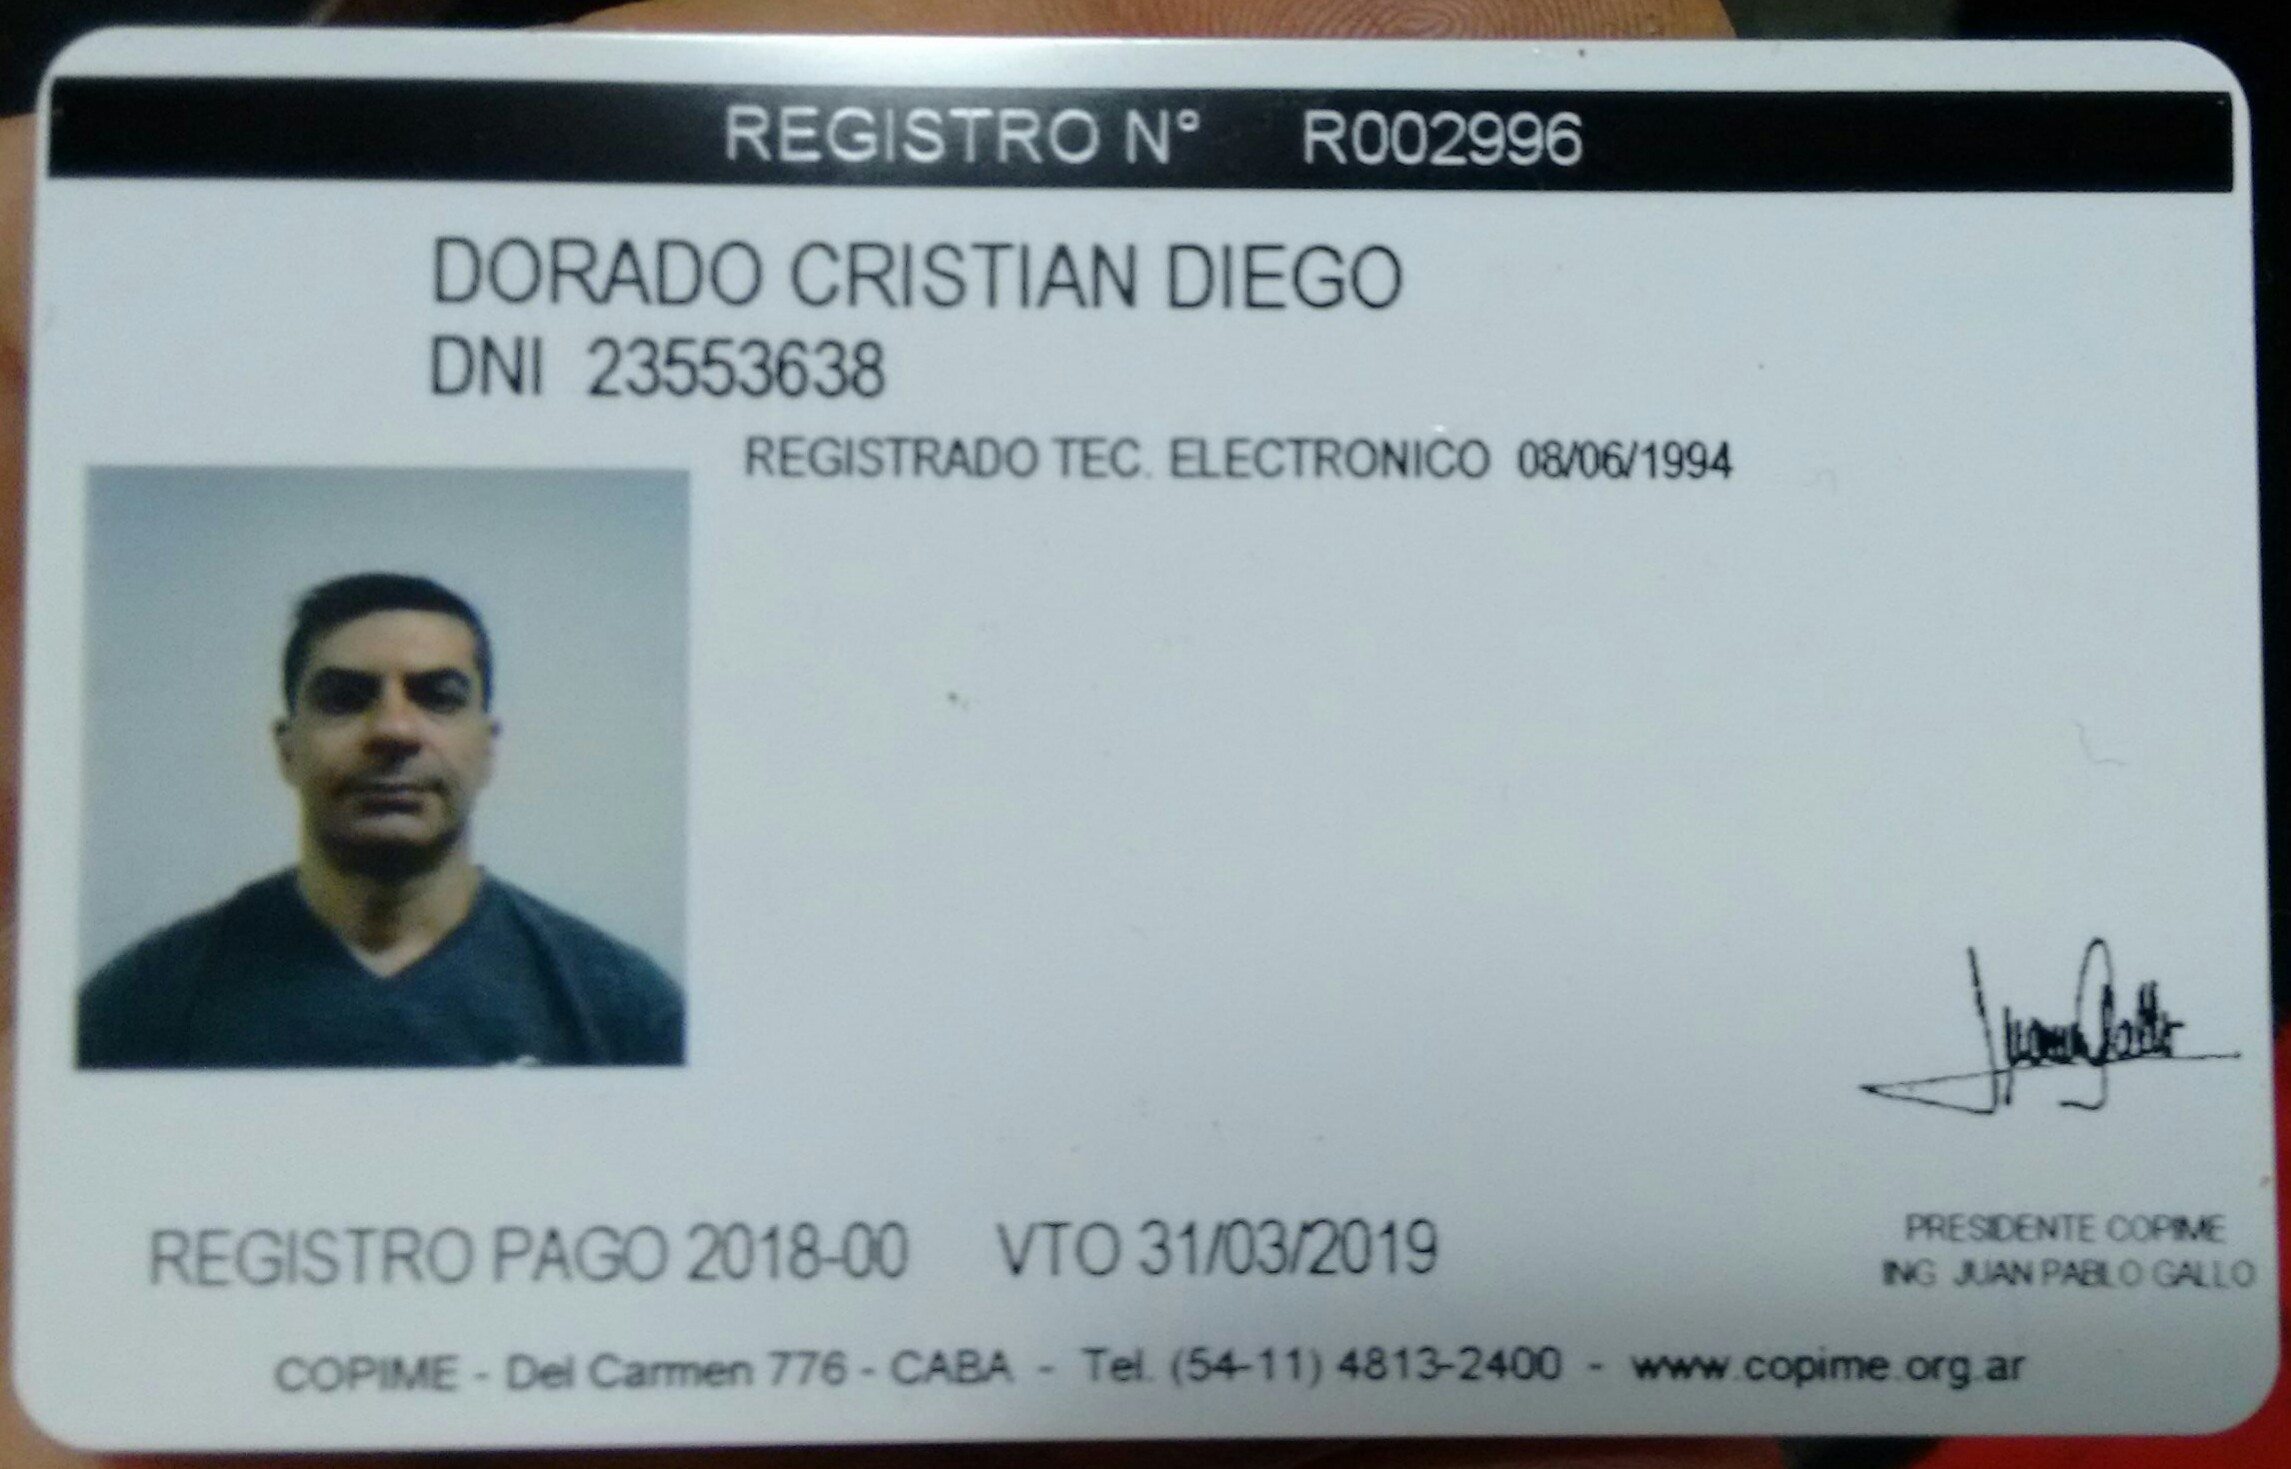 REGISTRO N° R002996
DORADO CRISTIAN DIEGO
DNI 23553638
REGISTRADO TEC. ELECTRONICO 08/06/1994
Juan Gallo
REGISTRO PAGO 2018-00 VTO 31/03/2019
PRESIDENTE COPIME
ING JUAN PABLO GALLO
COPIME - Del Carmen 776 - CABA - Tel. (54-11) 4813-2400 - www.copime.org.ar